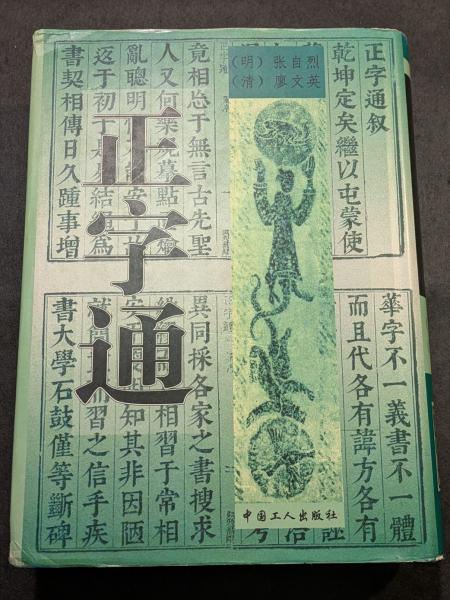 （明）张自烈
（清）廖文英
正字通
中国工人出版社
正字通叙
乾坤定矣繼以屯蒙使
竟相忘于無言古先聖
人又何樂
亂聰明
書契相傳日久踵事增
華字不一義書不一體
而且代各有諱方各有
異同採各家之書搜求
相習于常相
知其非因陋
而習之信手疾
書大學石鼓僅等斷碑